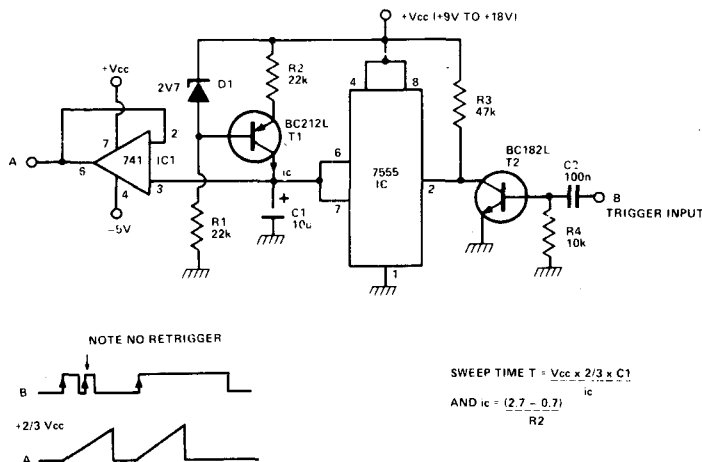 +Vcc (+9V TO +18V)
+Vcc
2V7
D1
R2
22k
BC212L
T1
4
8
R3
47k
7
2
741
IC1
A
6
4
3
-5V
ic
+
C1
10u
R1
22k
6
7
7555
IC
2
1
BC182L
T2
C2
100n
B
TRIGGER INPUT
R4
10k
NOTE NO RETRIGGER
B
+2/3 Vcc
A
SWEEP TIME T = Vcc x 2/3 x C1
ic
AND ic = (2.7 - 0.7)
R2